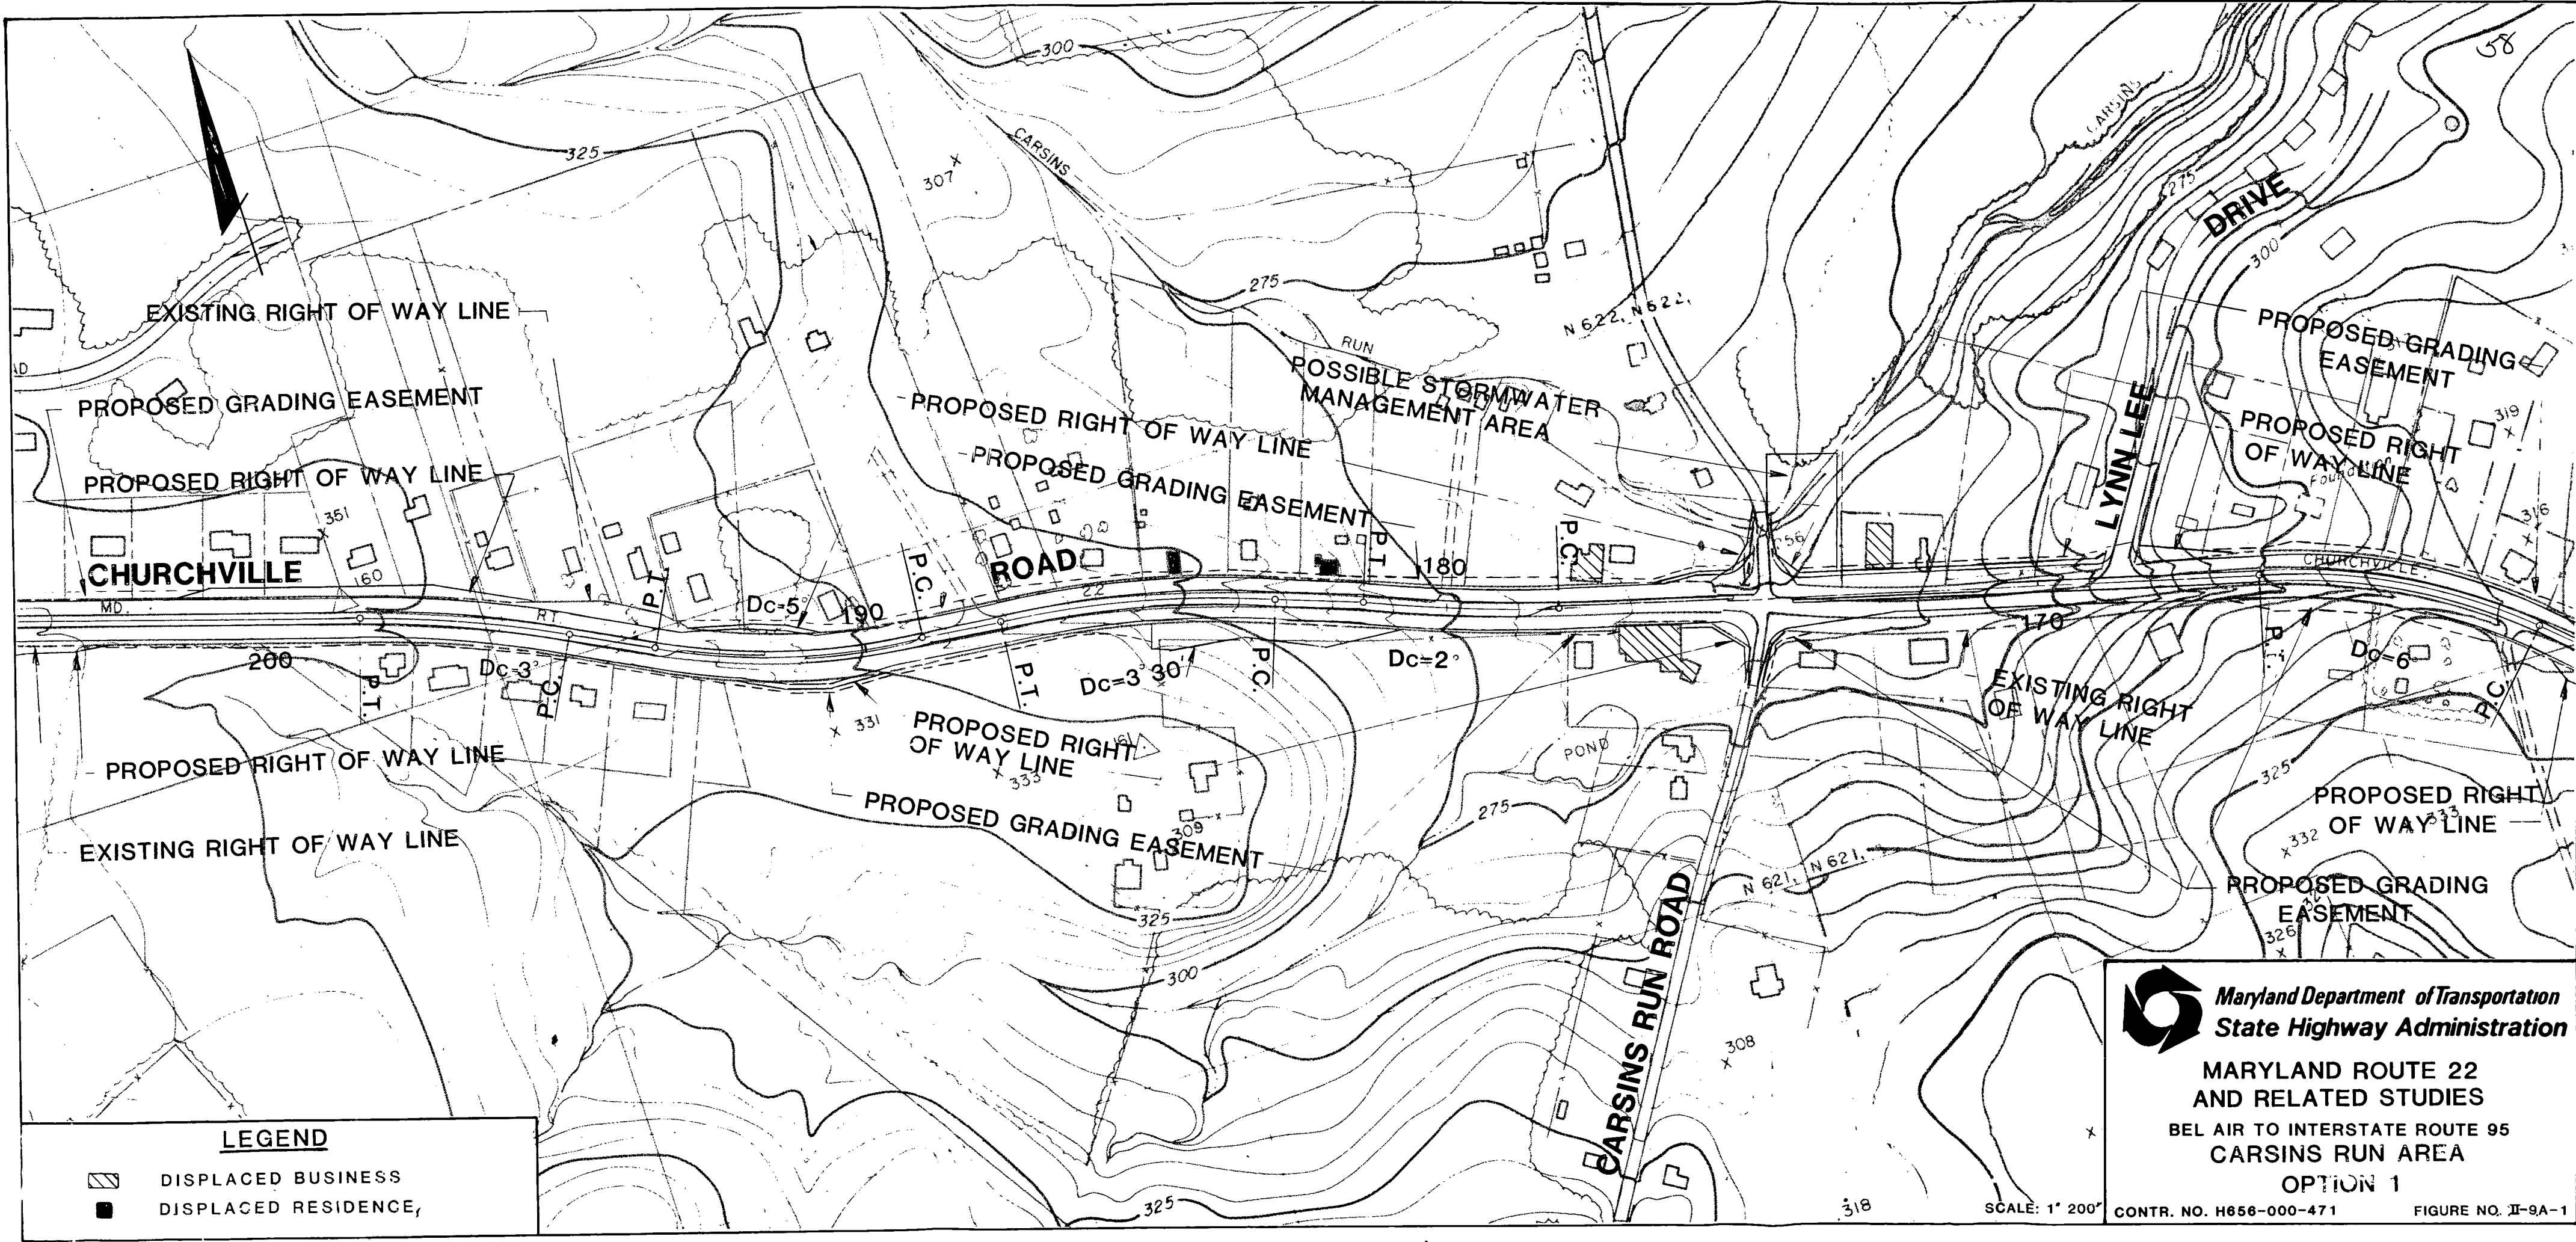 58
300
325
CARSINS
307
CARSINS
275
DRIVE
300
275
EXISTING RIGHT OF WAY LINE
N 622, N 622,
RUN
POSSIBLE STORMWATER
MANAGEMENT AREA
PROPOSED GRADING
EASEMENT
PROPOSED GRADING EASEMENT
PROPOSED RIGHT OF WAY LINE
PROPOSED GRADING EASEMENT
PROPOSED RIGHT OF WAY LINE
LYNN LEE
PROPOSED RIGHT
OF WAY LINE
319
316
351
CHURCHVILLE
160
ROAD
P.C.
P.T.
180
P.C.
56
CHURCHVILLE
MD.
RT.
22
P.T.
Dc=5°
190
170
200
P.T.
Dc=3°
P.C.
P.T.
Dc=3°30'
P.C.
Dc=2°
P.T.
Dc=6°
P.C.
EXISTING RIGHT
OF WAY LINE
331
PROPOSED RIGHT
OF WAY LINE
161
333
POND
PROPOSED RIGHT OF WAY LINE
325
PROPOSED RIGHT
OF WAY LINE
333
332
275
PROPOSED GRADING EASEMENT
309
EXISTING RIGHT OF WAY LINE
N 621, N 621,
PROPOSED GRADING
EASEMENT
326
325
300
CARSINS RUN ROAD
308
325
318
LEGEND
DISPLACED BUSINESS
DISPLACED RESIDENCE
Maryland Department of Transportation
State Highway Administration
MARYLAND ROUTE 22
AND RELATED STUDIES
BEL AIR TO INTERSTATE ROUTE 95
CARSINS RUN AREA
OPTION 1
SCALE: 1" 200'
CONTR. NO. H656-000-471
FIGURE NO. II-9A-1